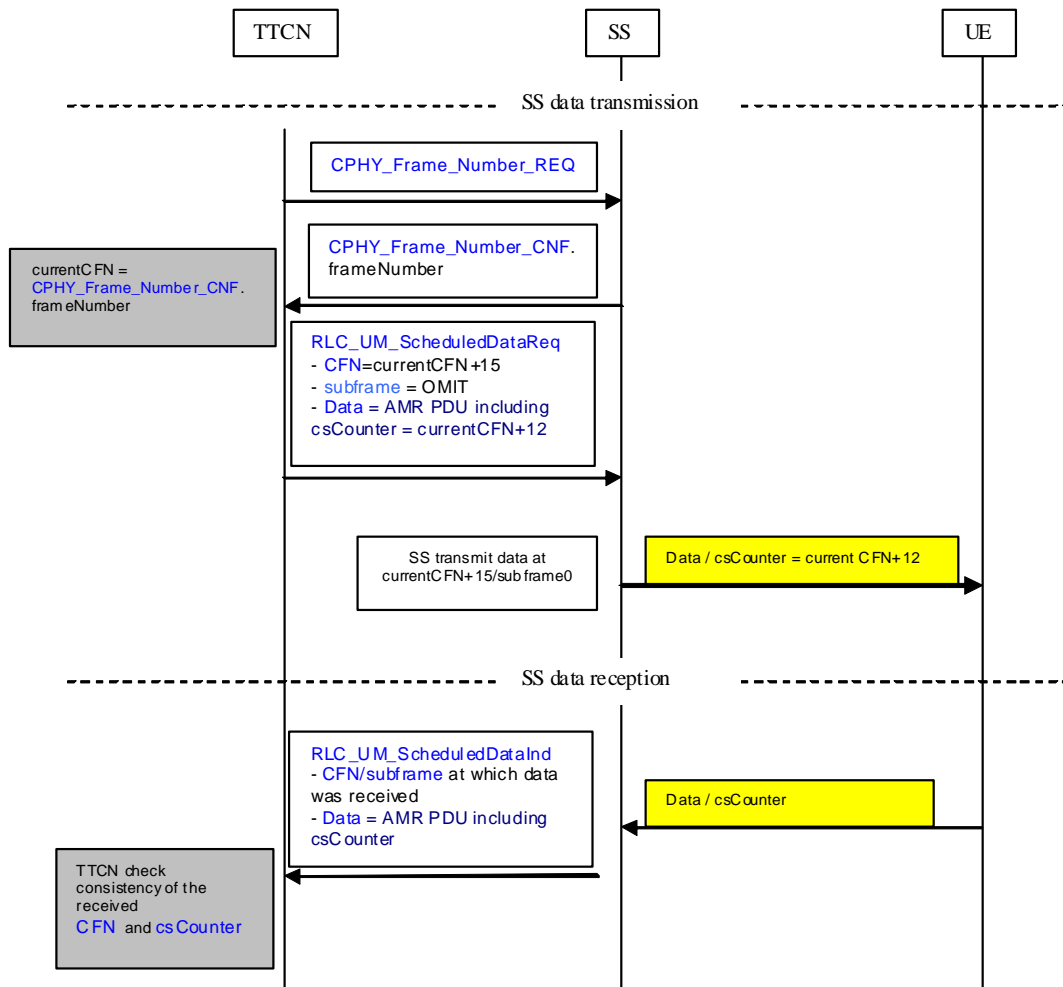 TTCN
SS
UE
SS data transmission
CPHY_Frame_Number_REQ
CPHY_Frame_Number_CNF.
frameNumber
currentCFN =
CPHY_Frame_Number_CNF.
frameNumber
RLC_UM_ScheduledDataReq
- CFN=currentCFN+15
- subframe = OMIT
- Data = AMR PDU including
csCounter = currentCFN+12
SS transmit data at
currentCFN+15/subframe0
Data / csCounter = current CFN+12
SS data reception
RLC_UM_ScheduledDataInd
- CFN/subframe at which data
was received
- Data = AMR PDU including
csCounter
Data / csCounter
TTCN check
consistency of the
received
CFN and csCounter